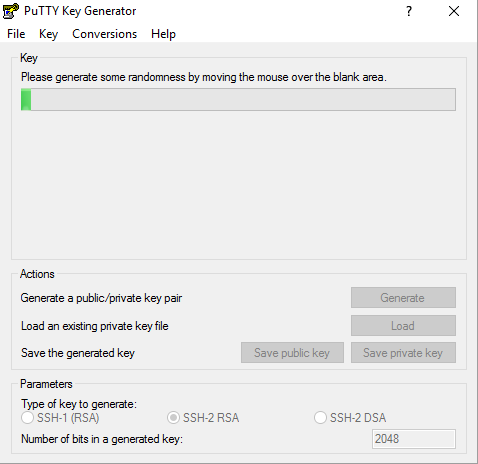 PuTTY Key Generator
?
File Key Conversions Help
Key
Please generate some randomness by moving the mouse over the blank area.
Actions
Generate a public/private key pair Generate
Load an existing private key file Load
Save the generated key Save public key Save private key
Parameters
Type of key to generate:
SSH-1 (RSA) SSH-2 RSA SSH-2 DSA
Number of bits in a generated key: 2048